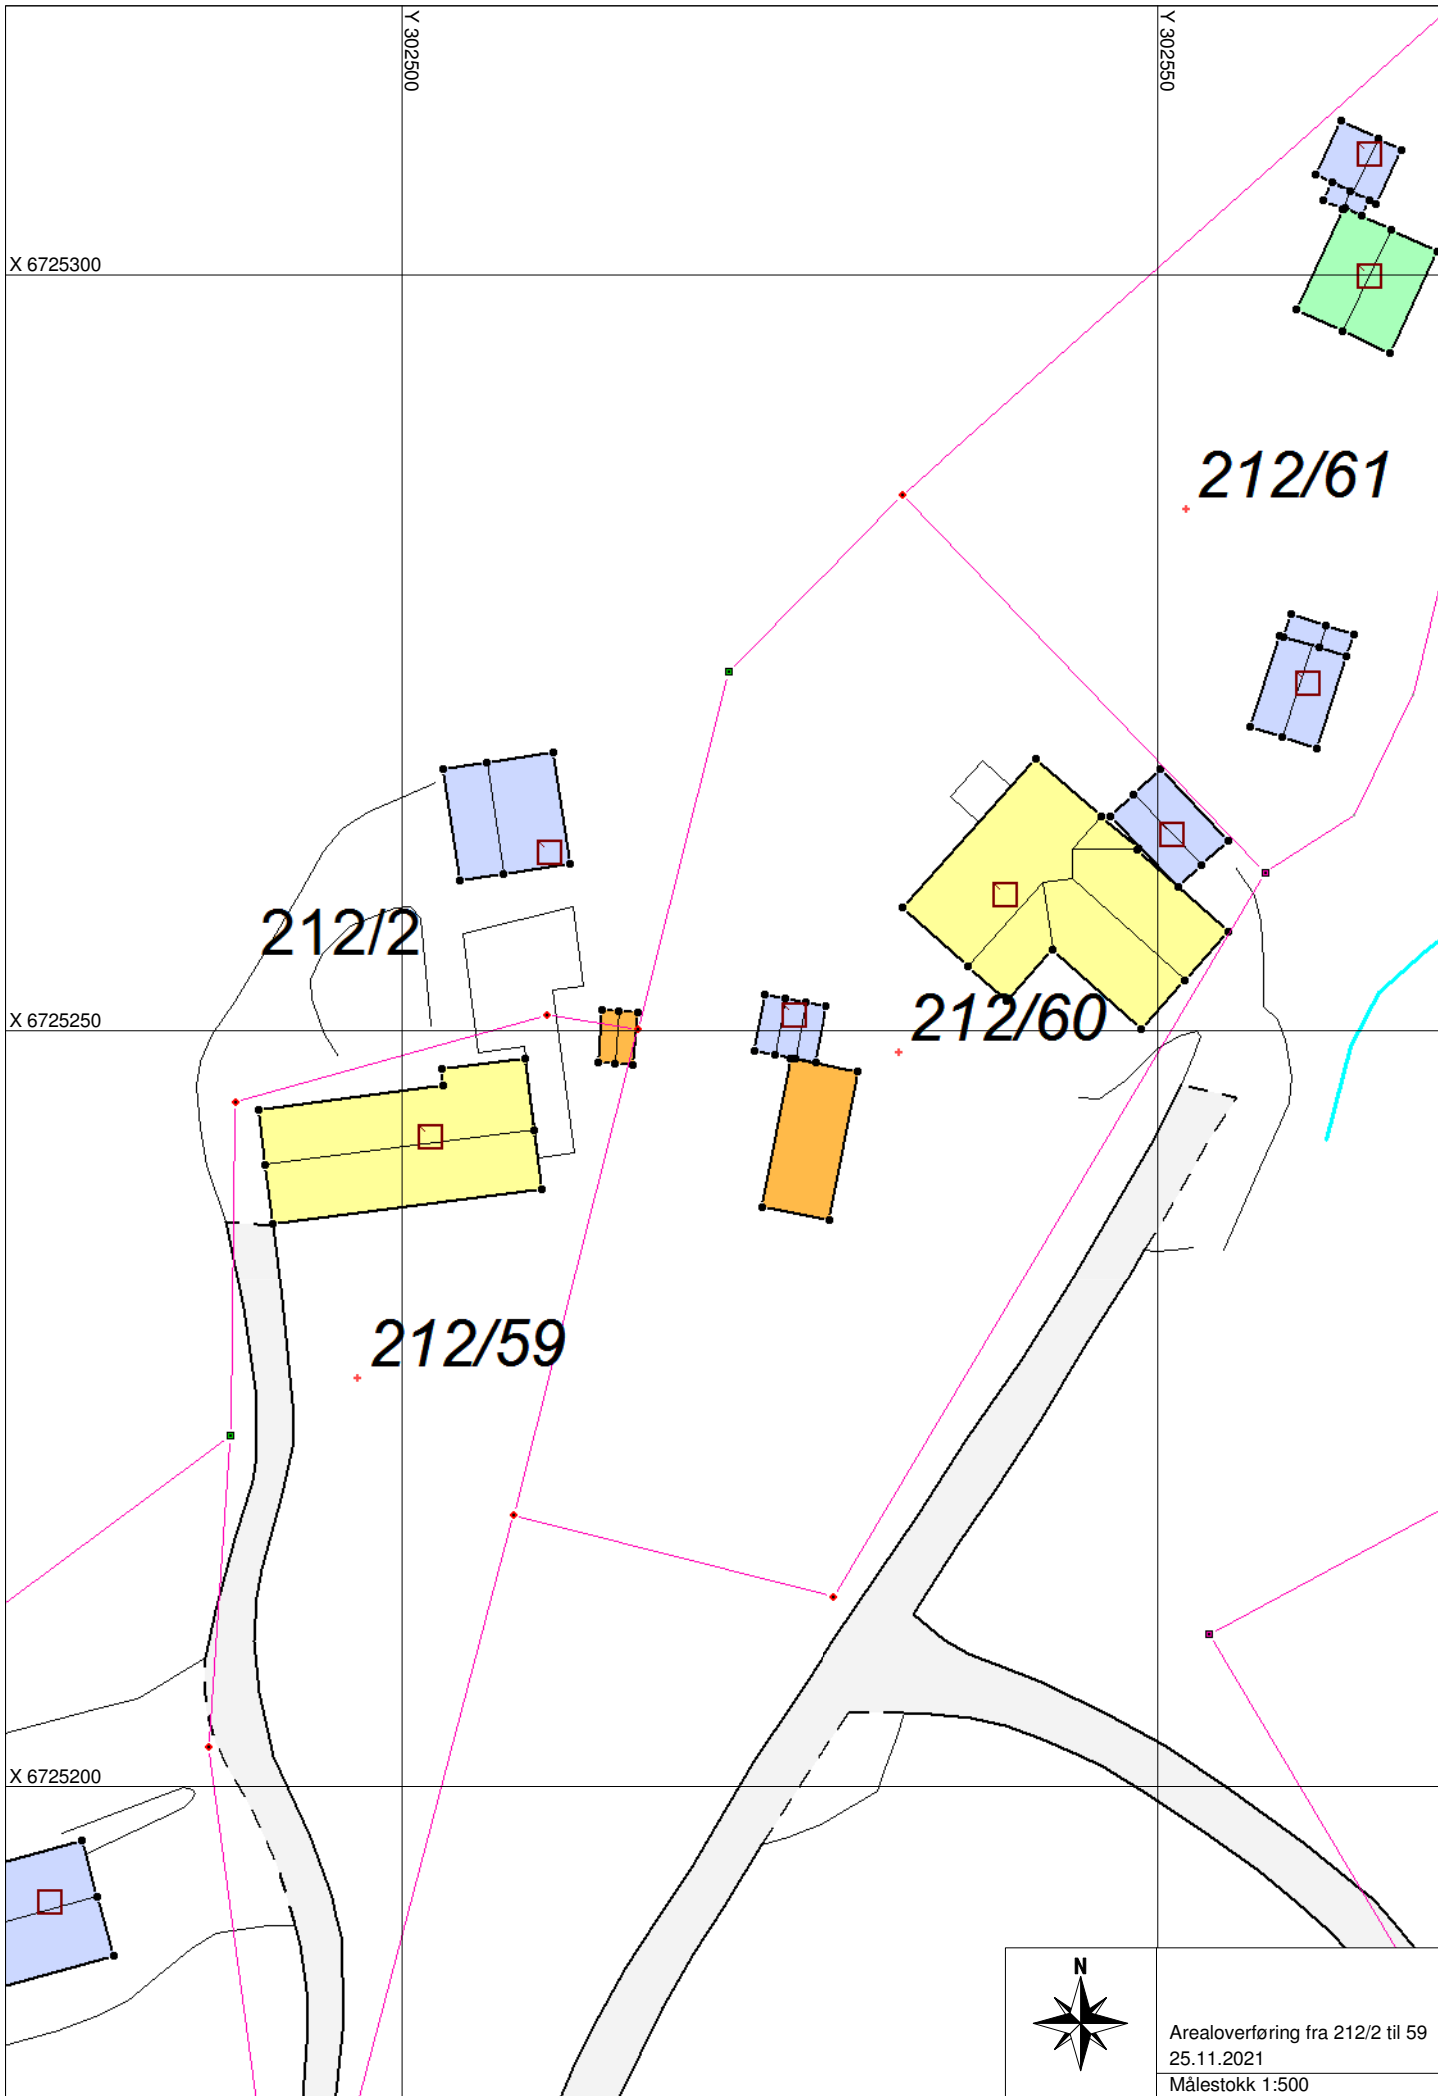 Y 302500
Y 302550
X 6725300
212/61
212/2
X 6725250
212/60
212/59
X 6725200
N
Arealoverføring fra 212/2 til 59
25.11.2021
Målestokk 1:500